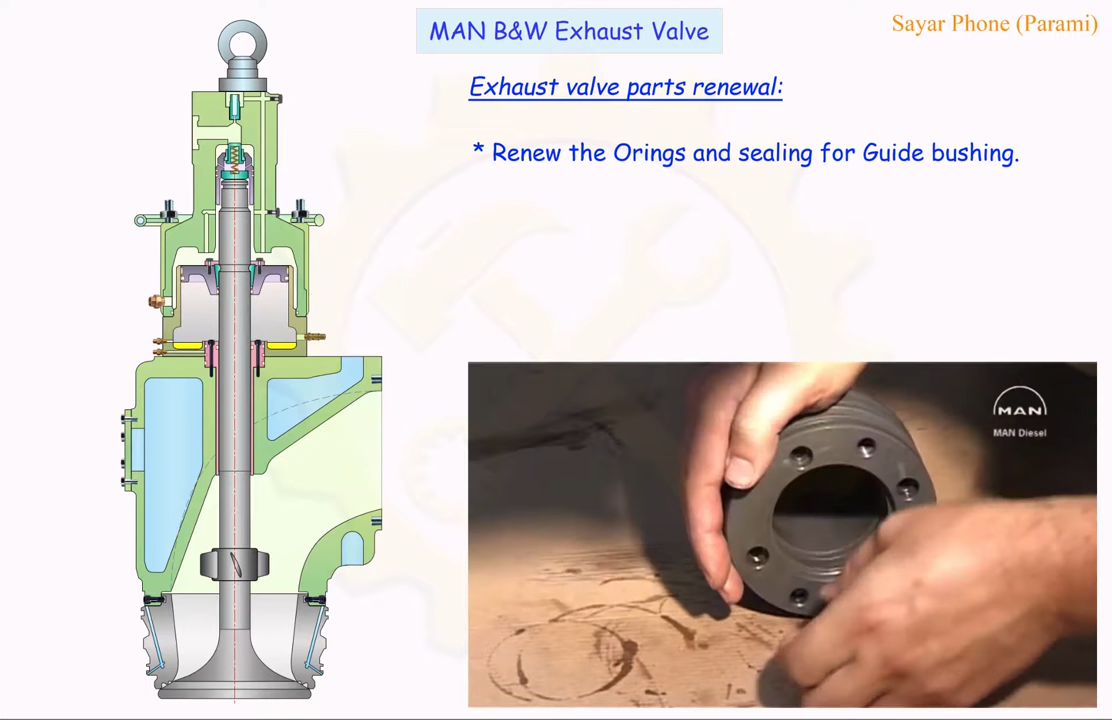 MAN B&W Exhaust Valve
Sayar Phone (Parami)
Exhaust valve parts renewal:
* Renew the Orings and sealing for Guide bushing.
MAN
MAN Diesel